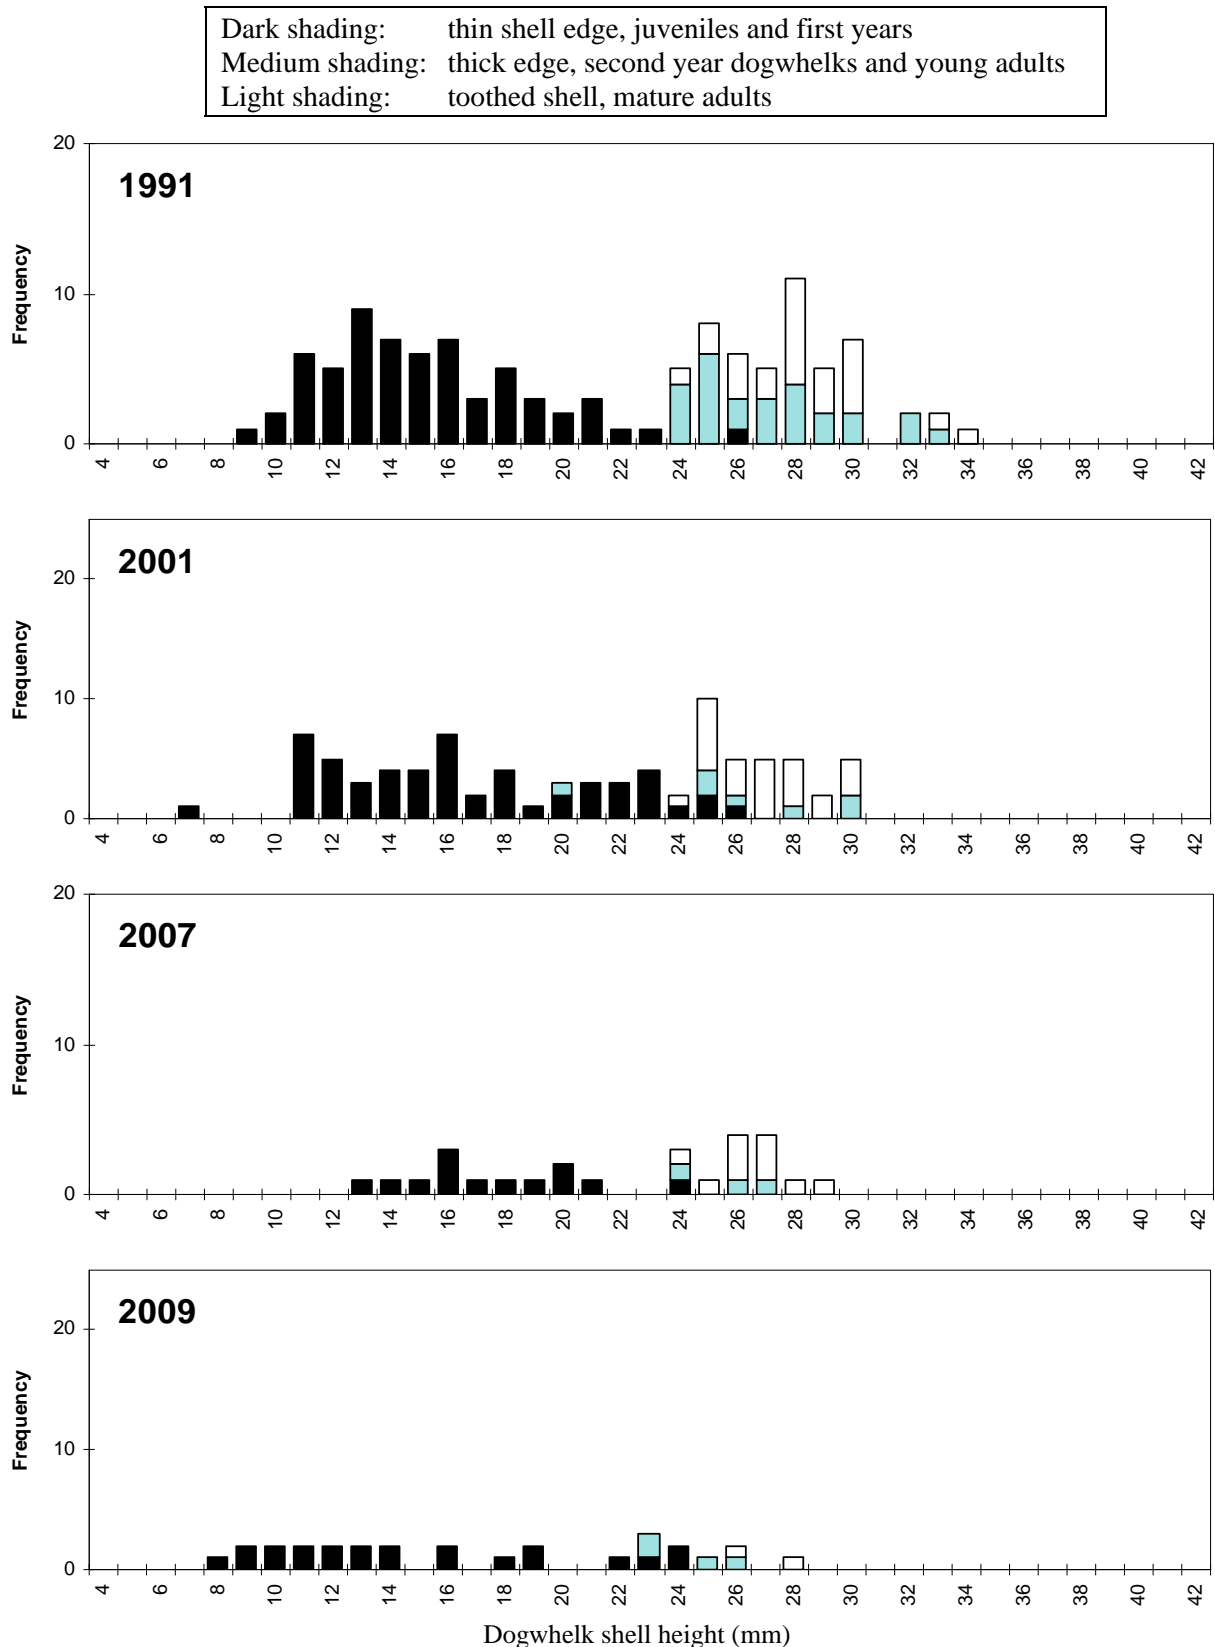 Dark shading: thin shell edge, juveniles and first years
Medium shading: thick edge, second year dogwhelks and young adults
Light shading: toothed shell, mature adults
20
1991
Frequency
10
0
4 6 8 10 12 14 16 18 20 22 24 26 28 30 32 34 36 38 40 42
2001
20
Frequency
10
0
4 6 8 10 12 14 16 18 20 22 24 26 28 30 32 34 36 38 40 42
20
2007
Frequency
10
0
4 6 8 10 12 14 16 18 20 22 24 26 28 30 32 34 36 38 40 42
2009
20
Frequency
10
0
4 6 8 10 12 14 16 18 20 22 24 26 28 30 32 34 36 38 40 42
Dogwhelk shell height (mm)